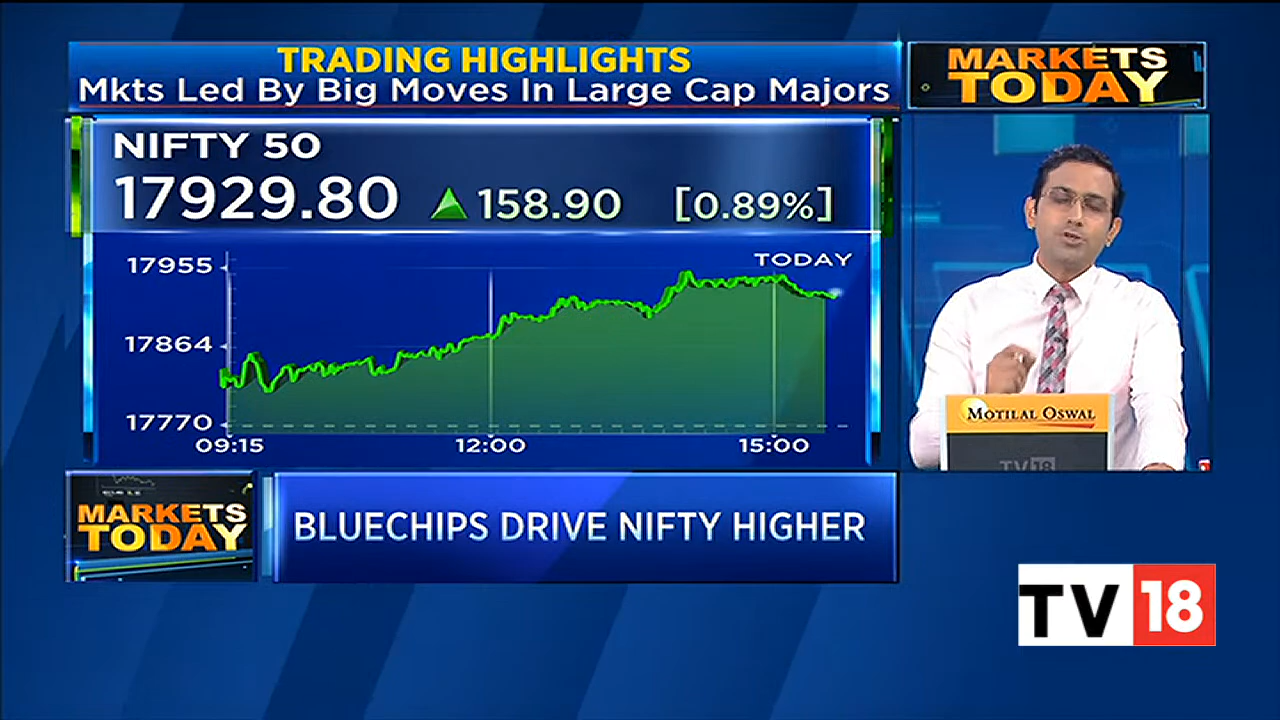 TRADING HIGHLIGHTS
Mkts Led By Big Moves In Large Cap Majors
MARKETS
TODAY
NIFTY 50
17929.80 158.90 [0.89%]
TODAY
17955
17864
17770
09:15 12:00 15:00
MOTILAL OSWAL
TV18
MARKETS
TODAY
BLUECHIPS DRIVE NIFTY HIGHER
TV18